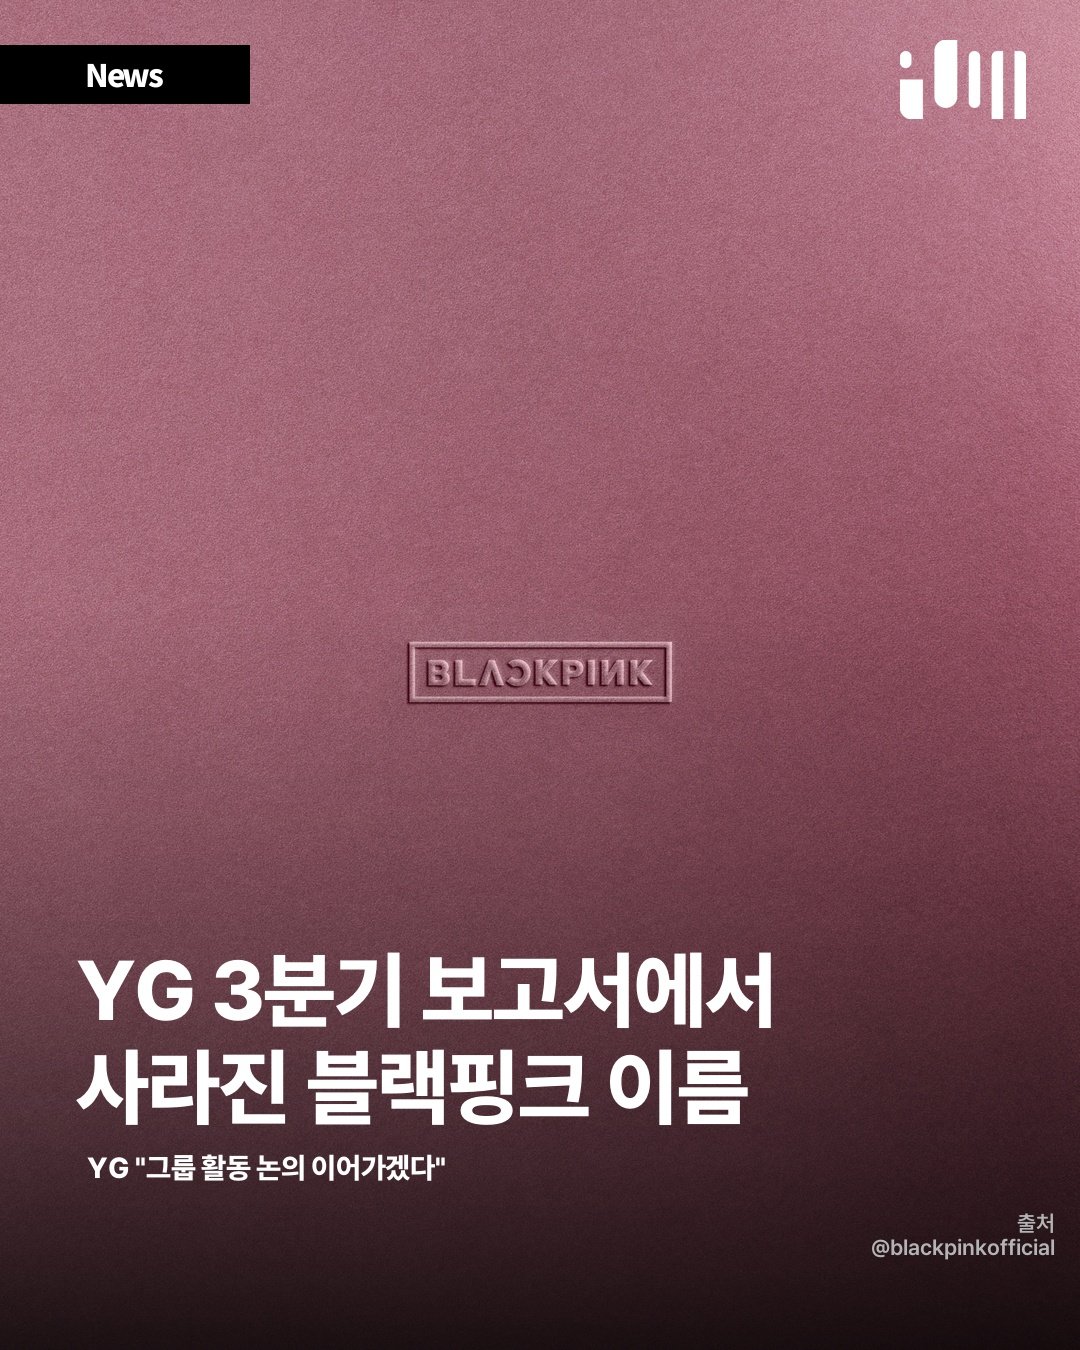 News
BLACKPINK
YG 3분기 보고서에서
사라진 블랙핑크 이름
YG "그룹 활동 논의 이어가겠다"
출처
@blackpinkofficial